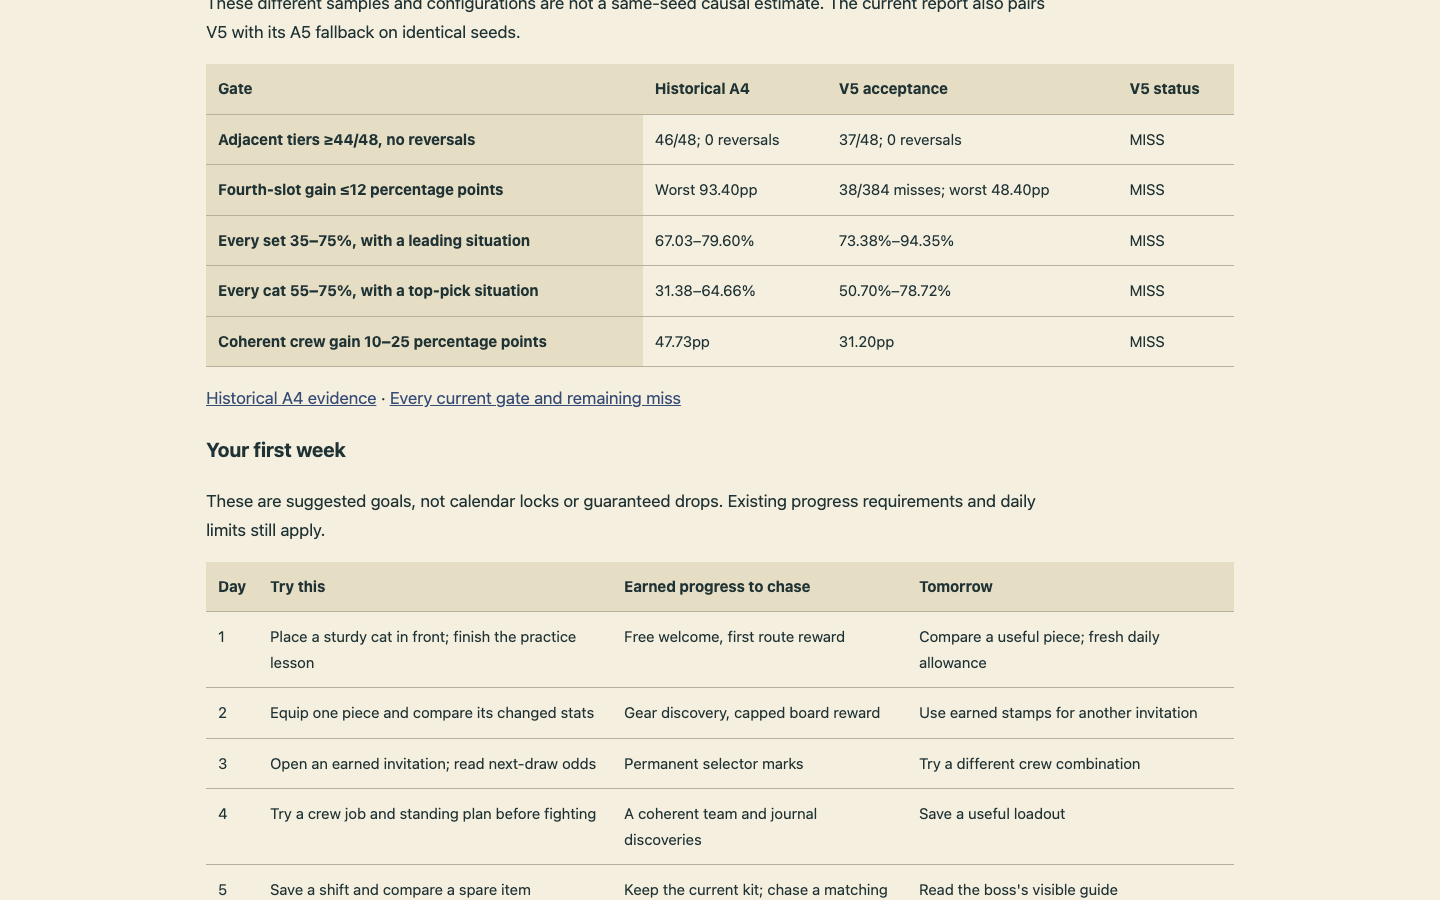 These different samples and configurations are not a same-seed causal estimate. The current report also pairs
V5 with its A5 fallback on identical seeds.
Gate Historical A4 V5 acceptance V5 status
Adjacent tiers ≥44/48, no reversals 46/48; 0 reversals 37/48; 0 reversals MISS
Fourth-slot gain ≤12 percentage points Worst 93.40pp 38/384 misses; worst 48.40pp MISS
Every set 35–75%, with a leading situation 67.03–79.60% 73.38%–94.35% MISS
Every cat 55–75%, with a top-pick situation 31.38–64.66% 50.70%–78.72% MISS
Coherent crew gain 10–25 percentage points 47.73pp 31.20pp MISS
Historical A4 evidence · Every current gate and remaining miss
Your first week
These are suggested goals, not calendar locks or guaranteed drops. Existing progress requirements and daily
limits still apply.
Day Try this Earned progress to chase Tomorrow
1 Place a sturdy cat in front; finish the practice Free welcome, first route reward Compare a useful piece; fresh daily
lesson allowance
2 Equip one piece and compare its changed stats Gear discovery, capped board reward Use earned stamps for another invitation
3 Open an earned invitation; read next-draw odds Permanent selector marks Try a different crew combination
4 Try a crew job and standing plan before fighting A coherent team and journal Save a useful loadout
discoveries
5 Save a shift and compare a spare item Keep the current kit; chase a matching Read the boss's visible guide